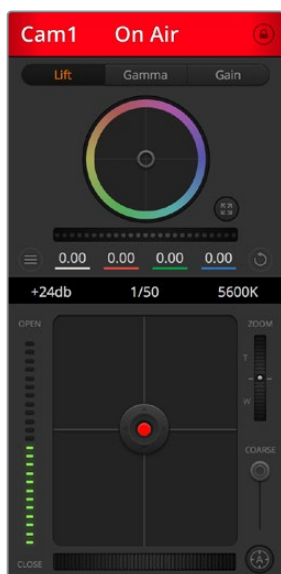 Cam1 On Air
Lift Gamma Gain
0.00 0.00 0.00 0.00
+24db 1/50 5600K
OPEN ZOOM
T
W
COARSE
CLOSE A